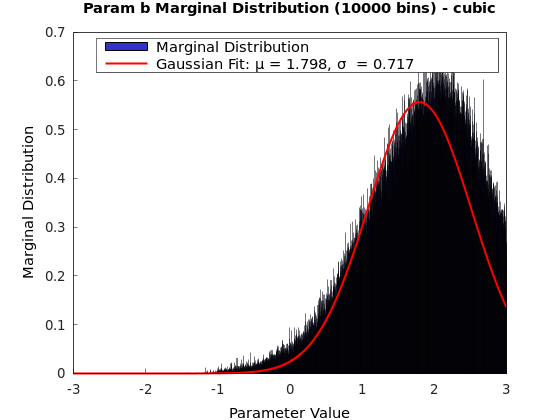 Param b Marginal Distribution (10000 bins) - cubic
Marginal Distribution
Gaussian Fit: μ = 1.798, σ = 0.717
Marginal Distribution
0.7
0.6
0.5
0.4
0.3
0.2
0.1
0
-3 -2 -1 0 1 2 3
Parameter Value